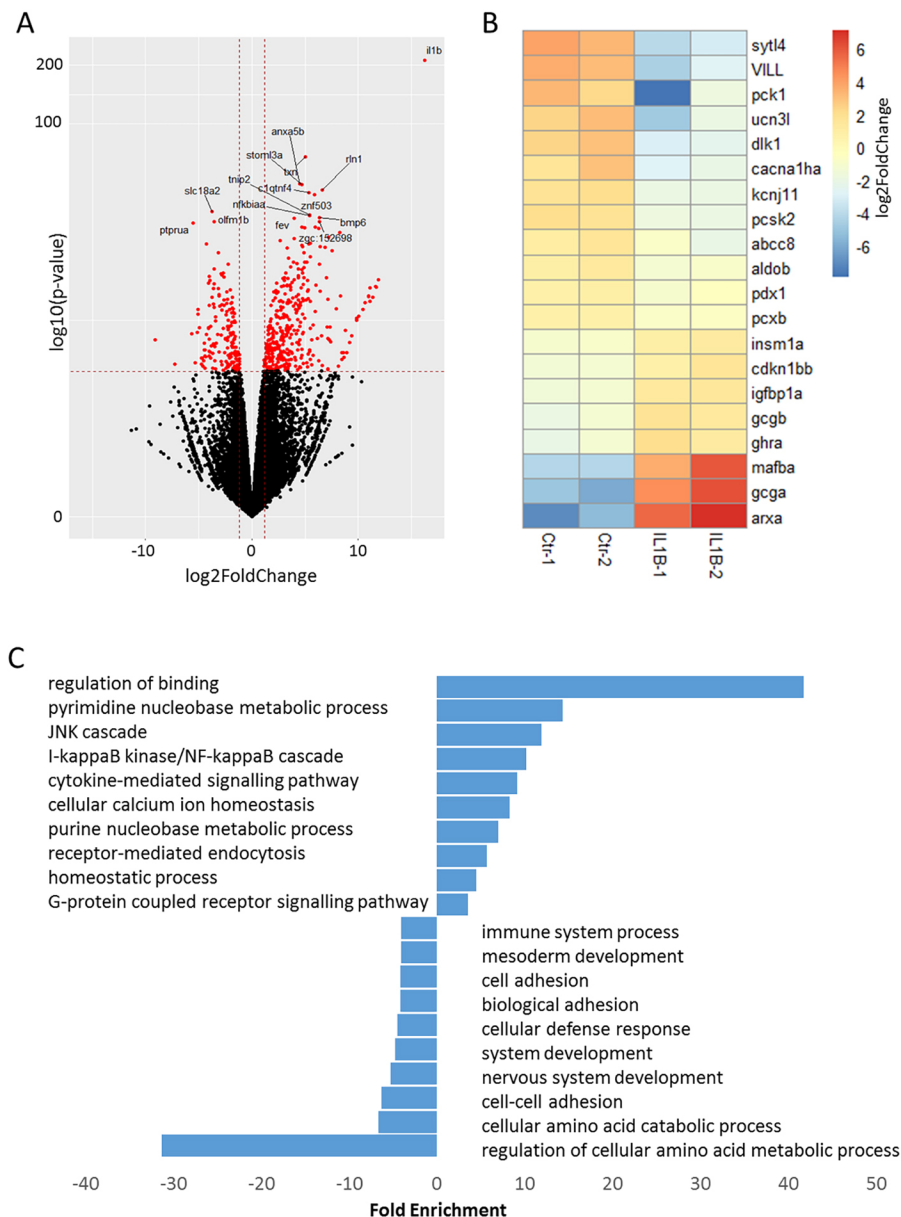 A
log10(p-value)
200
100
0
il1b
anxa5b
stoml3a
txn
rln1
tnip2
c1qtnf4
slc18a2
nfkbiaa
znf503
olfm1b
fev
bmp6
ptprua
zgc:152698
-10
0
10
log2FoldChange
B
sytl4
VILL
pck1
ucn3l
dlk1
cacna1ha
kcnj11
pcsk2
abcc8
aldob
pdx1
pcxb
insm1a
cdkn1bb
igfbp1a
gcgb
ghra
mafba
gcga
arxa
Ctr-1
Ctr-2
IL1B-1
IL1B-2
6
4
2
0
-2
-4
-6
log2FoldChange
C
regulation of binding
pyrimidine nucleobase metabolic process
JNK cascade
I-kappaB kinase/NF-kappaB cascade
cytokine-mediated signalling pathway
cellular calcium ion homeostasis
purine nucleobase metabolic process
receptor-mediated endocytosis
homeostatic process
G-protein coupled receptor signalling pathway
immune system process
mesoderm development
cell adhesion
biological adhesion
cellular defense response
system development
nervous system development
cell-cell adhesion
cellular amino acid catabolic process
regulation of cellular amino acid metabolic process
-40
-30
-20
-10
0
10
20
30
40
50
Fold Enrichment